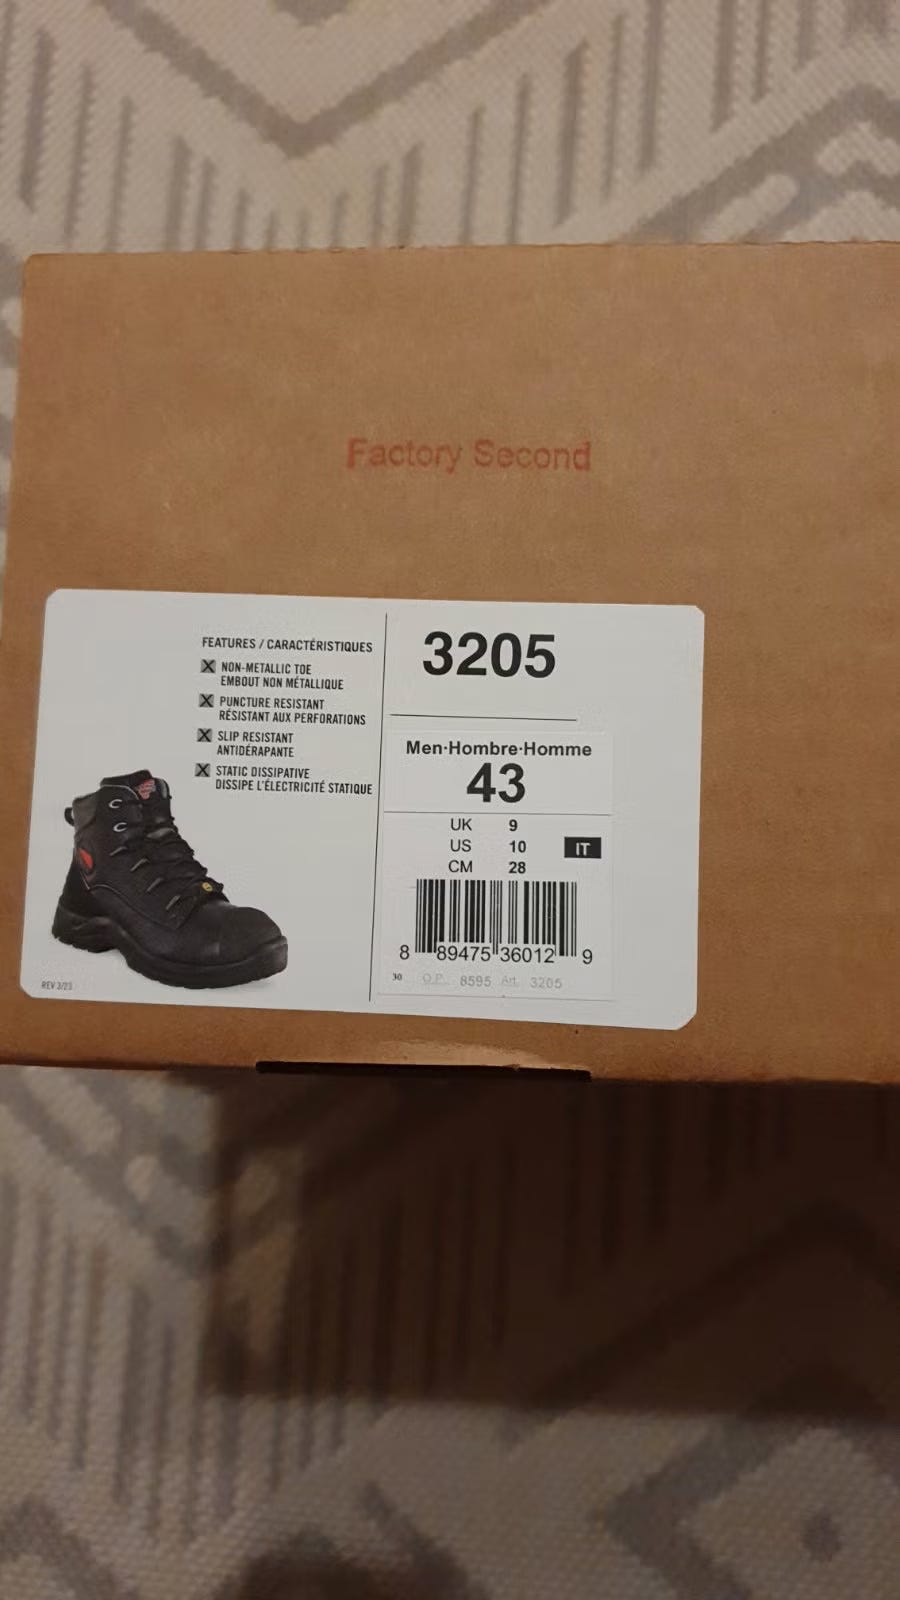 Factory Second
FEATURES / CARACTÉRISTIQUES
NON-METALLIC TOE
EMBOUT NON MÉTALLIQUE
PUNCTURE RESISTANT
RÉSISTANT AUX PERFORATIONS
SLIP RESISTANT
ANTIDÉRAPANTE
STATIC DISSIPATIVE
DISSIPE L'ÉLECTRICITÉ STATIQUE
REV 3/23
3205
Men·Hombre·Homme
43
UK 9
US 10
CM 28
IT
8 89475 36012 9
30 O.P. 8595 Art. 3205